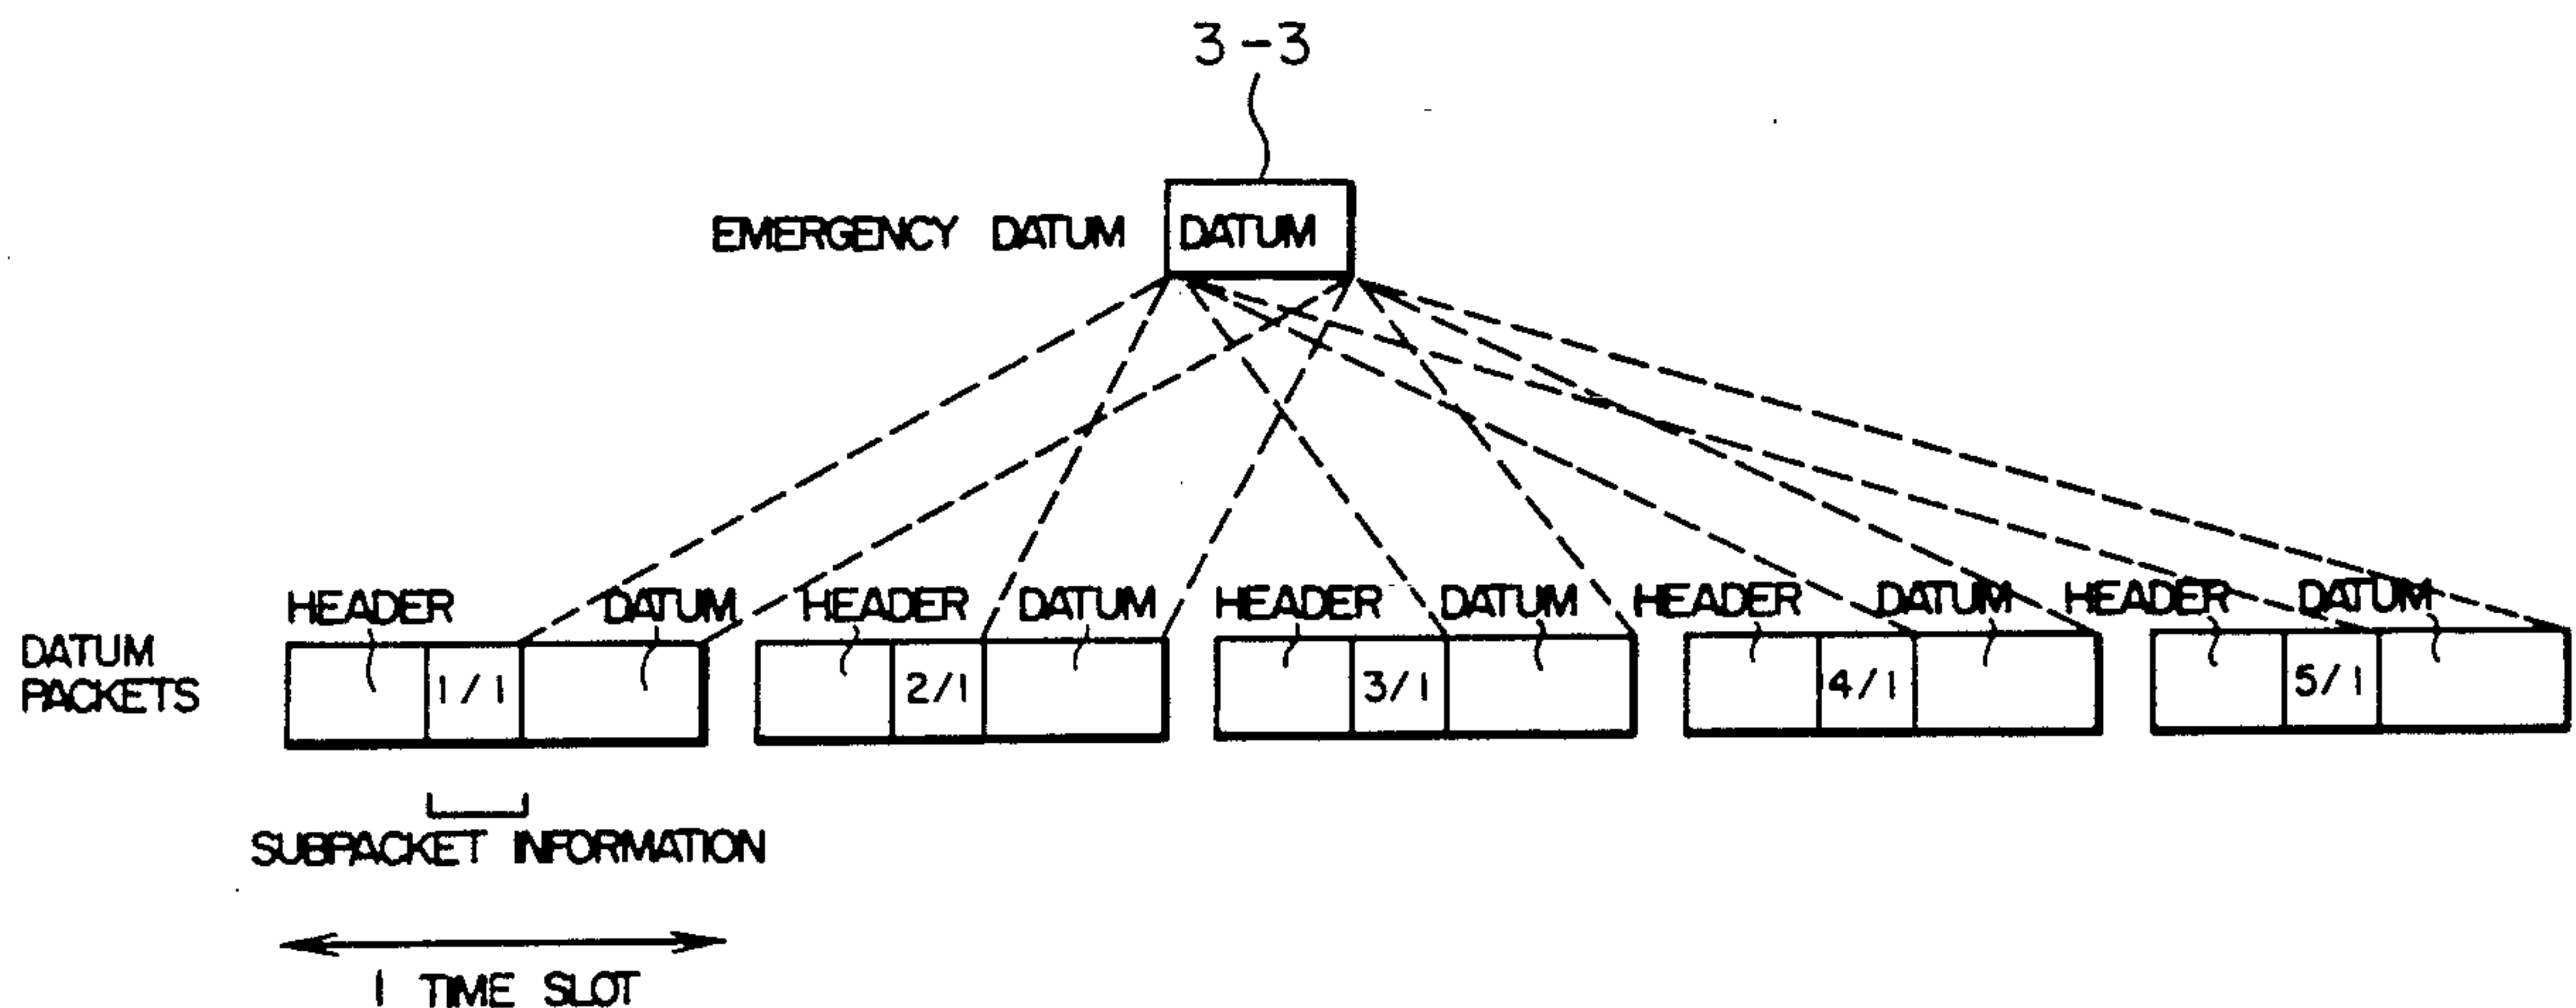 3-3
EMERGENCY DATUM DATUM
HEADER DATUM HEADER DATUM HEADER DATUM HEADER DATUM HEADER DATUM
DATUM
PACKETS
1/1 2/1 3/1 4/1 5/1
SUBPACKET INFORMATION
1 TIME SLOT